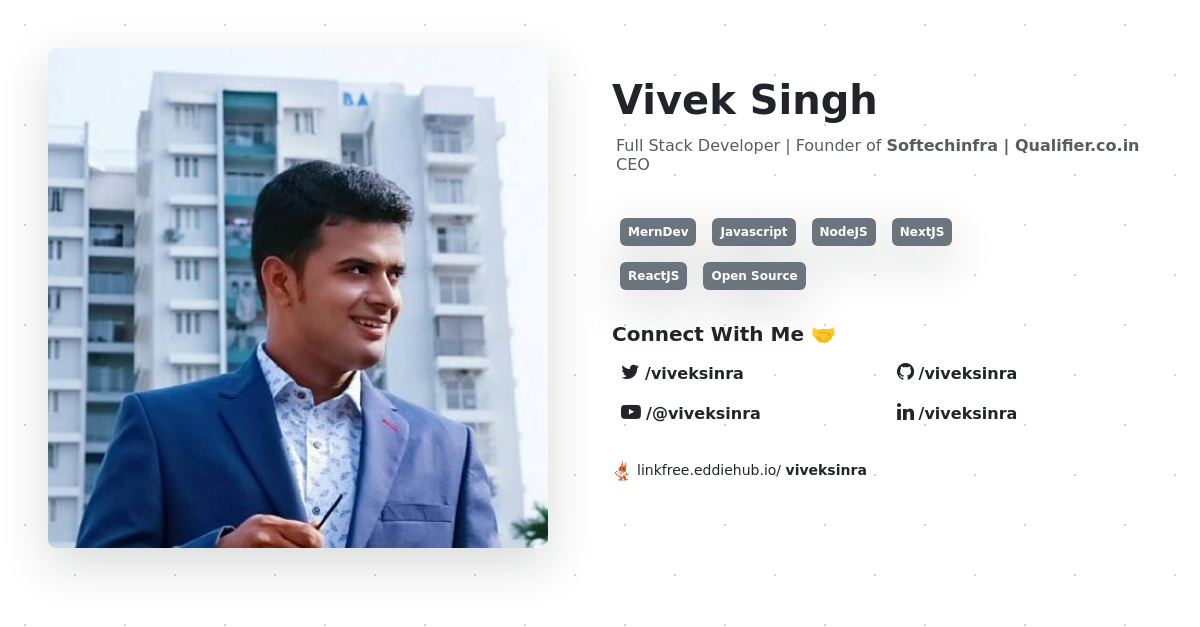 BA
Vivek Singh
Full Stack Developer | Founder of Softechinfra | Qualifier.co.in
CEO
MernDev Javascript NodeJS NextJS
ReactJS Open Source
Connect With Me 🤝
/viveksinra /viveksinra
/@viveksinra /viveksinra
linkfree.eddiehub.io/ viveksinra